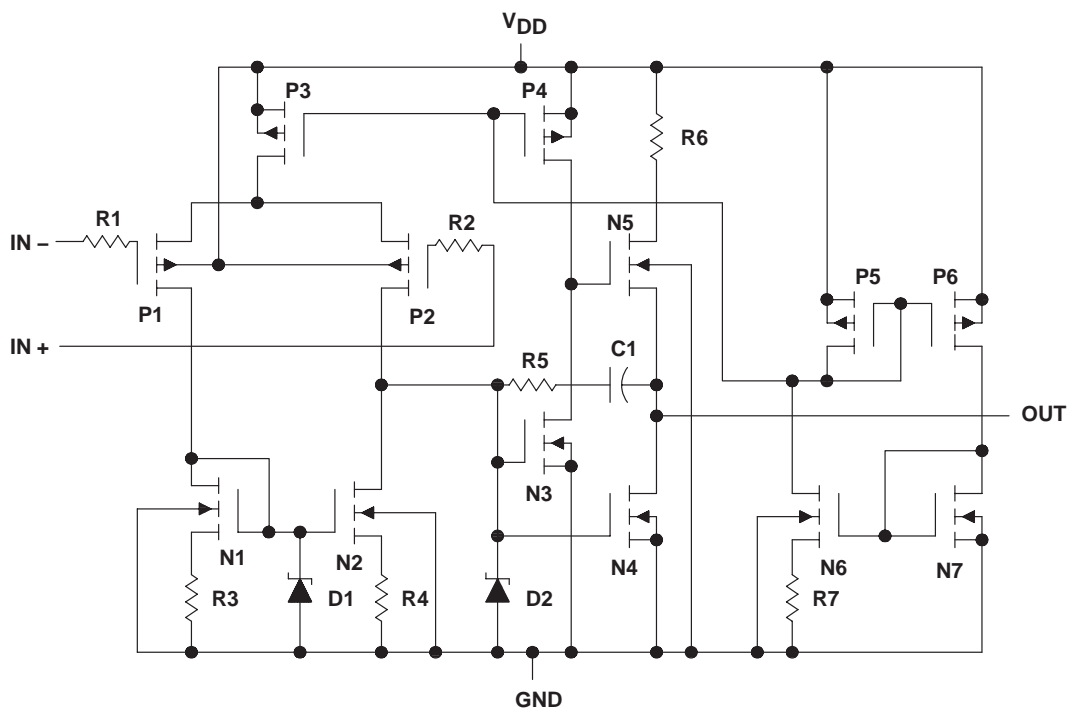 VDD
P3
P4
R6
R1
R2
N5
IN –
P5
P6
P1
P2
IN +
R5
C1
OUT
N3
N1
N2
N4
N6
N7
R3
D1
R4
D2
R7
GND